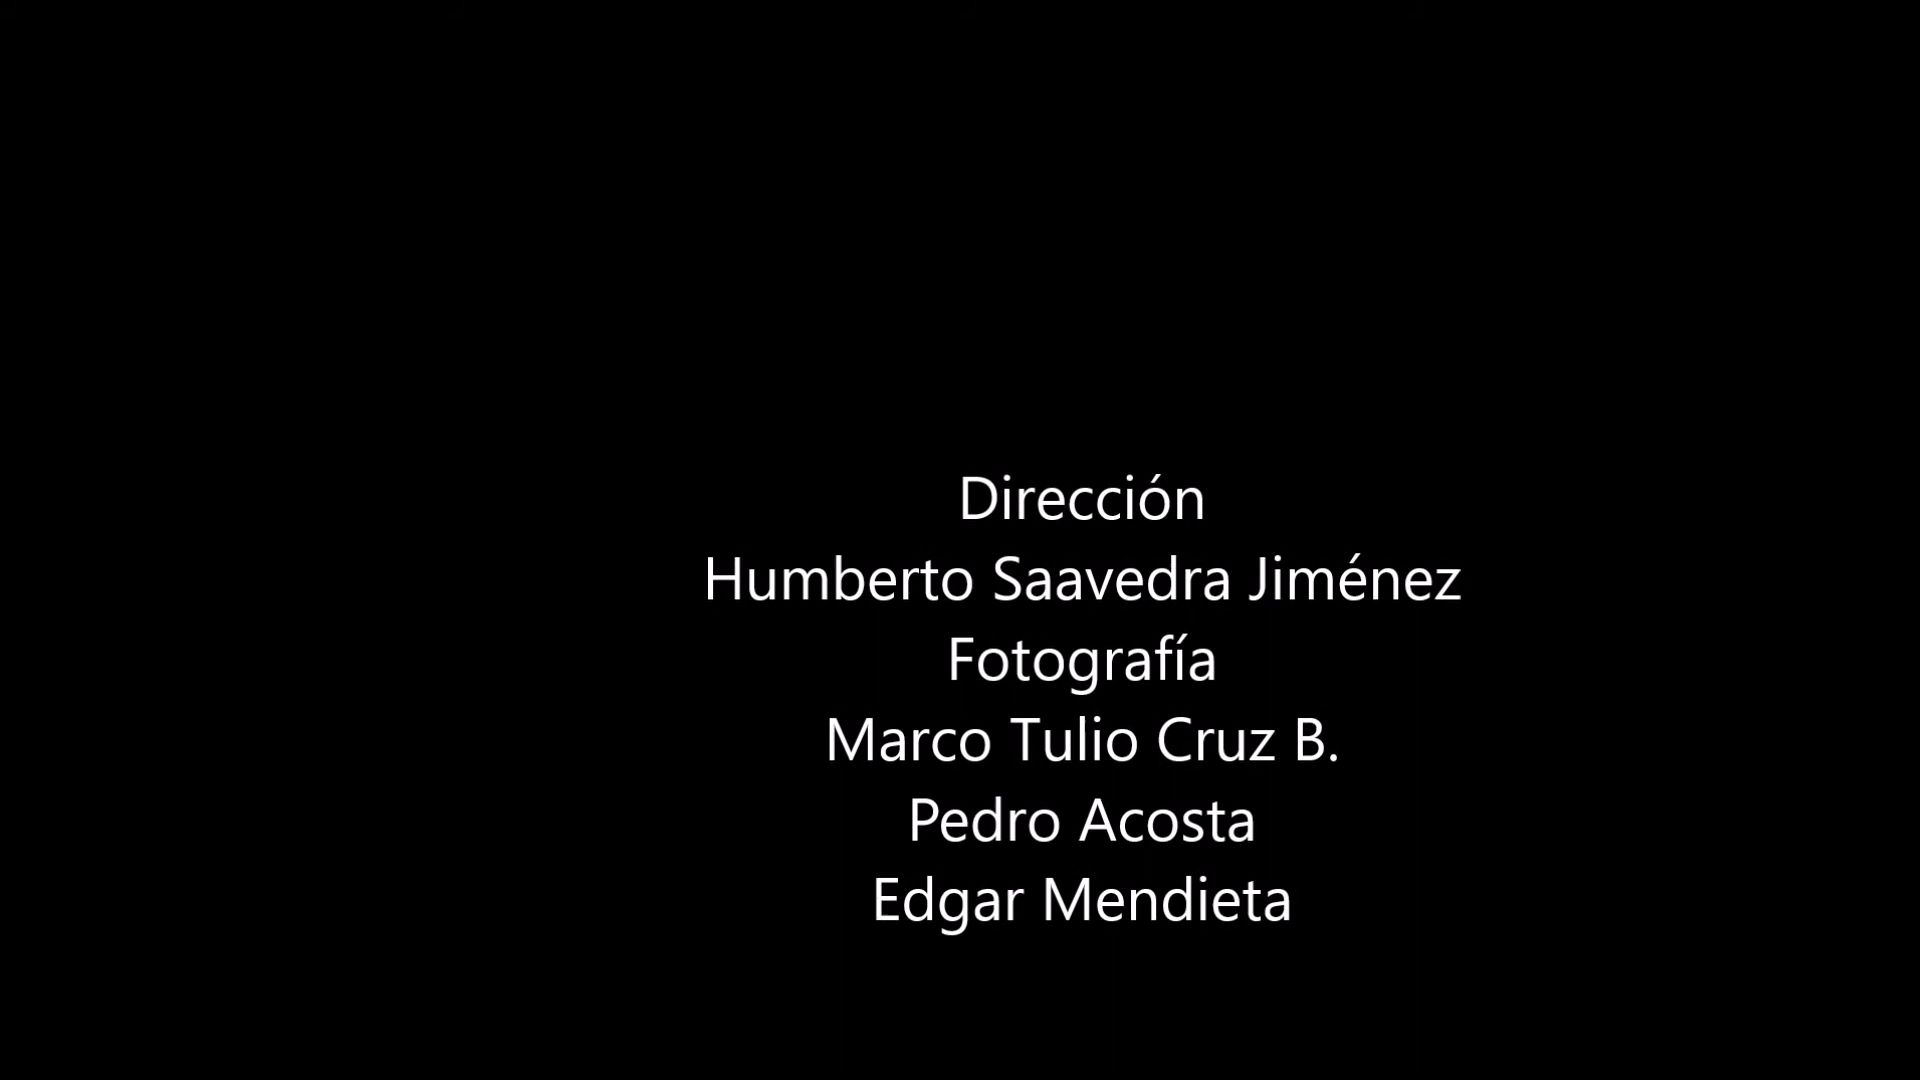 Dirección
Humberto Saavedra Jiménez
Fotografía
Marco Tulio Cruz B.
Pedro Acosta
Edgar Mendieta